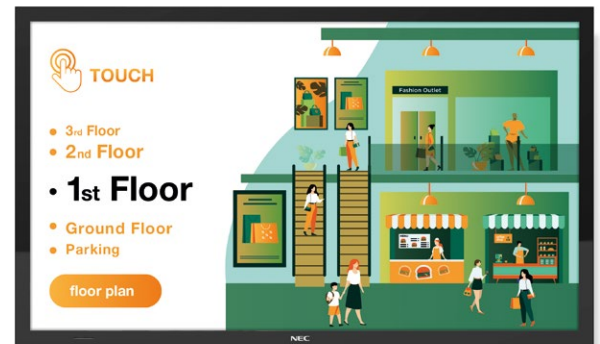 TOUCH
3rd Floor
2nd Floor
1st Floor
Ground Floor
Parking
floor plan
Fashion Outlet
NEC